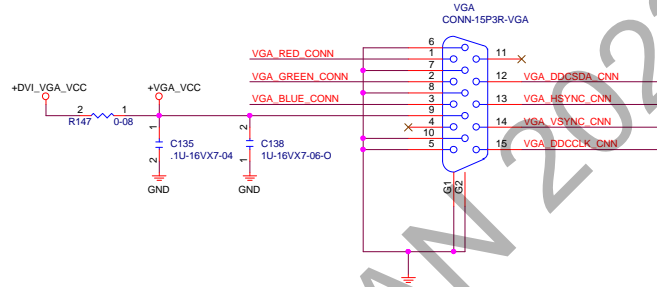 VGA
CONN-15P3R-VGA
6
VGA_RED_CONN 1 11
7
+DVI_VGA_VCC +VGA_VCC VGA_GREEN_CONN 2 12 VGA_DDCSDA_CNN
8
VGA_BLUE_CONN 3 13 VGA_HSYNC_CNN
2 1 9
R147 0-08 4 14 VGA_VSYNC_CNN
1 2 10
C135 C138 5 15 VGA_DDCCLK_CNN
.1U-16VX7-04 1U-16VX7-06-O
2 1
GND GND G1 G2
AN 202